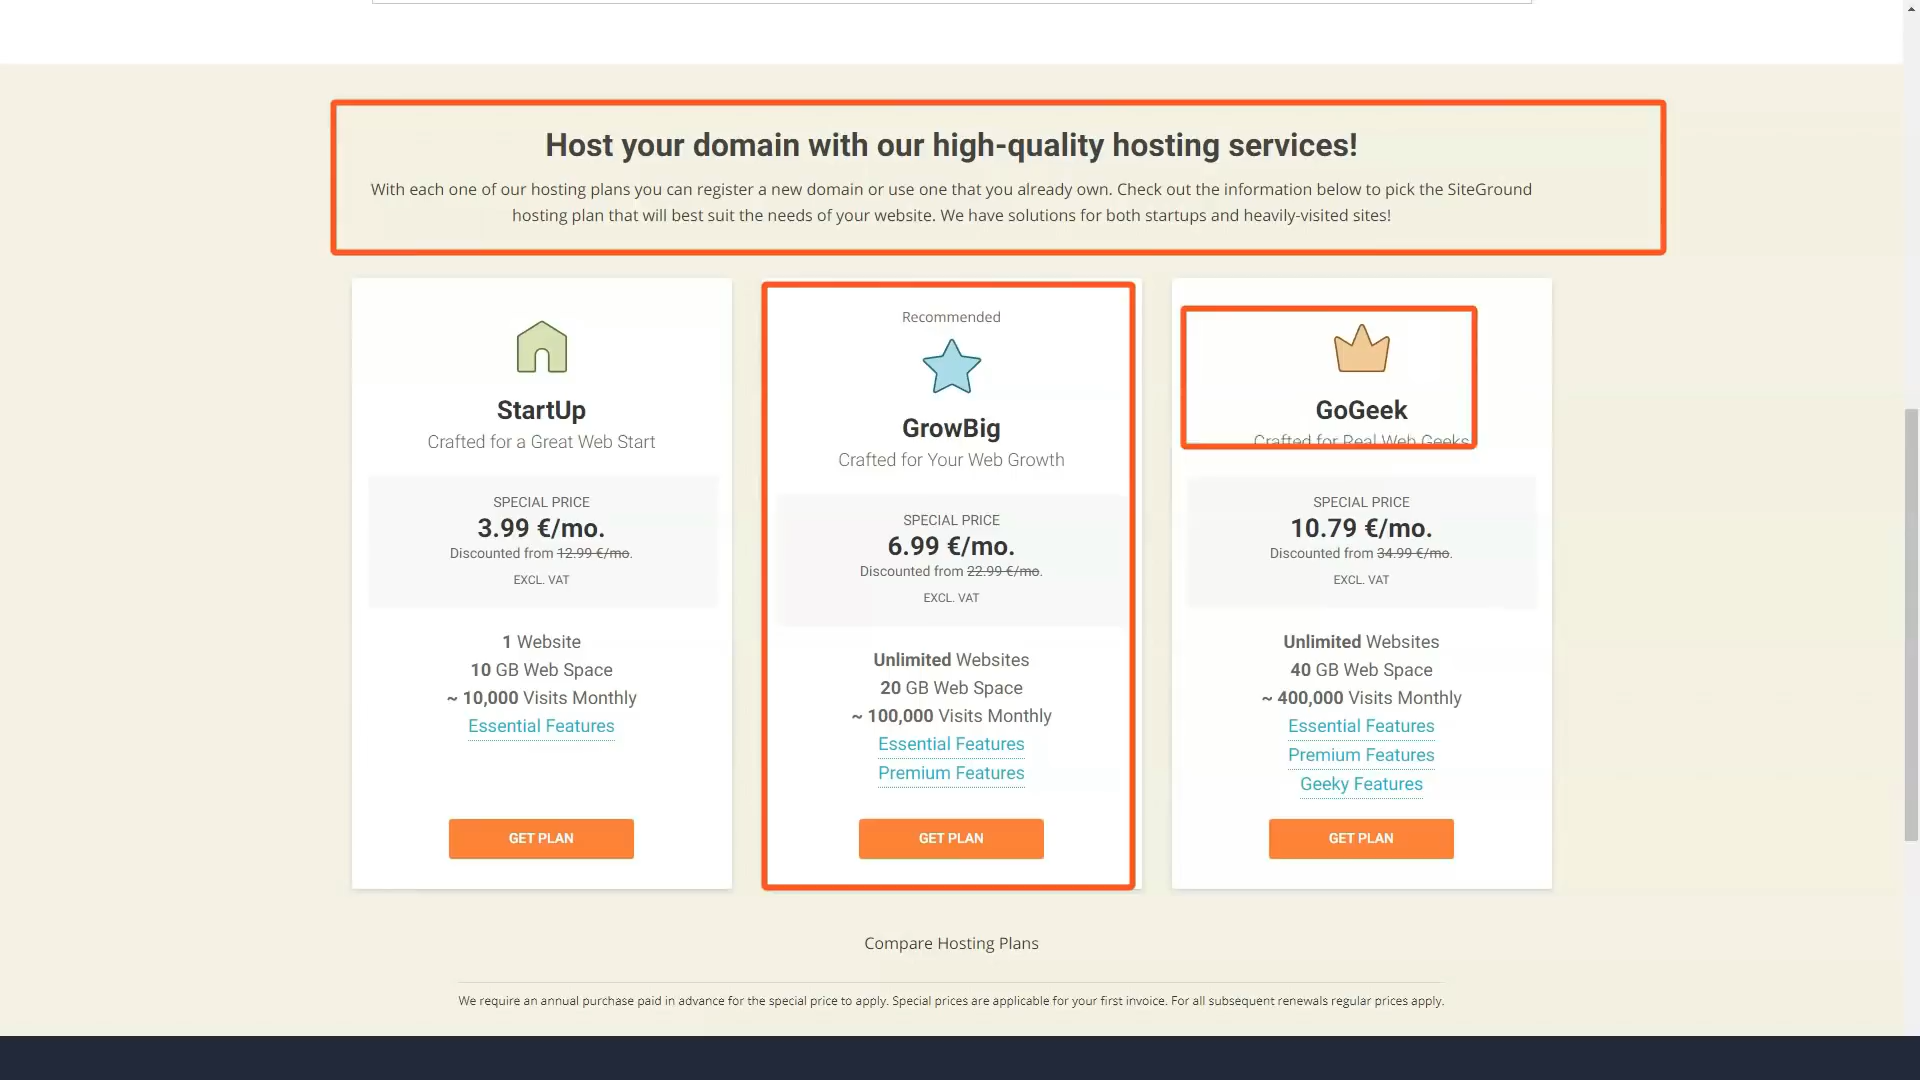 Host your domain with our high-quality hosting services!
With each one of our hosting plans you can register a new domain or use one that you already own. Check out the information below to pick the SiteGround
hosting plan that will best suit the needs of your website. We have solutions for both startups and heavily-visited sites!
StartUp
Crafted for a Great Web Start
SPECIAL PRICE
3.99 €/mo.
Discounted from 12.99 €/mo.
EXCL. VAT
1 Website
10 GB Web Space
~ 10,000 Visits Monthly
Essential Features
GET PLAN
Recommended
GrowBig
Crafted for Your Web Growth
SPECIAL PRICE
6.99 €/mo.
Discounted from 22.99 €/mo.
EXCL. VAT
Unlimited Websites
20 GB Web Space
~ 100,000 Visits Monthly
Essential Features
Premium Features
GET PLAN
GoGeek
Crafted for Real Web Geeks
SPECIAL PRICE
10.79 €/mo.
Discounted from 34.99 €/mo.
EXCL. VAT
Unlimited Websites
40 GB Web Space
~ 400,000 Visits Monthly
Essential Features
Premium Features
Geeky Features
GET PLAN
Compare Hosting Plans
We require an annual purchase paid in advance for the special price to apply. Special prices are applicable for your first invoice. For all subsequent renewals regular prices apply.